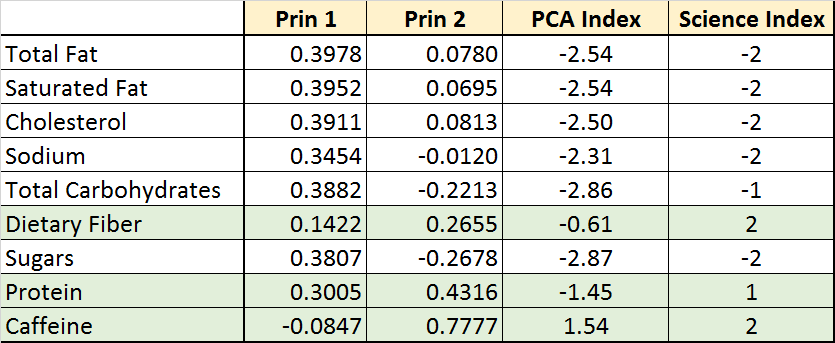 Prin 1 Prin 2 PCA Index Science Index
Total Fat 0.3978 0.0780 -2.54 -2
Saturated Fat 0.3952 0.0695 -2.54 -2
Cholesterol 0.3911 0.0813 -2.50 -2
Sodium 0.3454 -0.0120 -2.31 -2
Total Carbohydrates 0.3882 -0.2213 -2.86 -1
Dietary Fiber 0.1422 0.2655 -0.61 2
Sugars 0.3807 -0.2678 -2.87 -2
Protein 0.3005 0.4316 -1.45 1
Caffeine -0.0847 0.7777 1.54 2